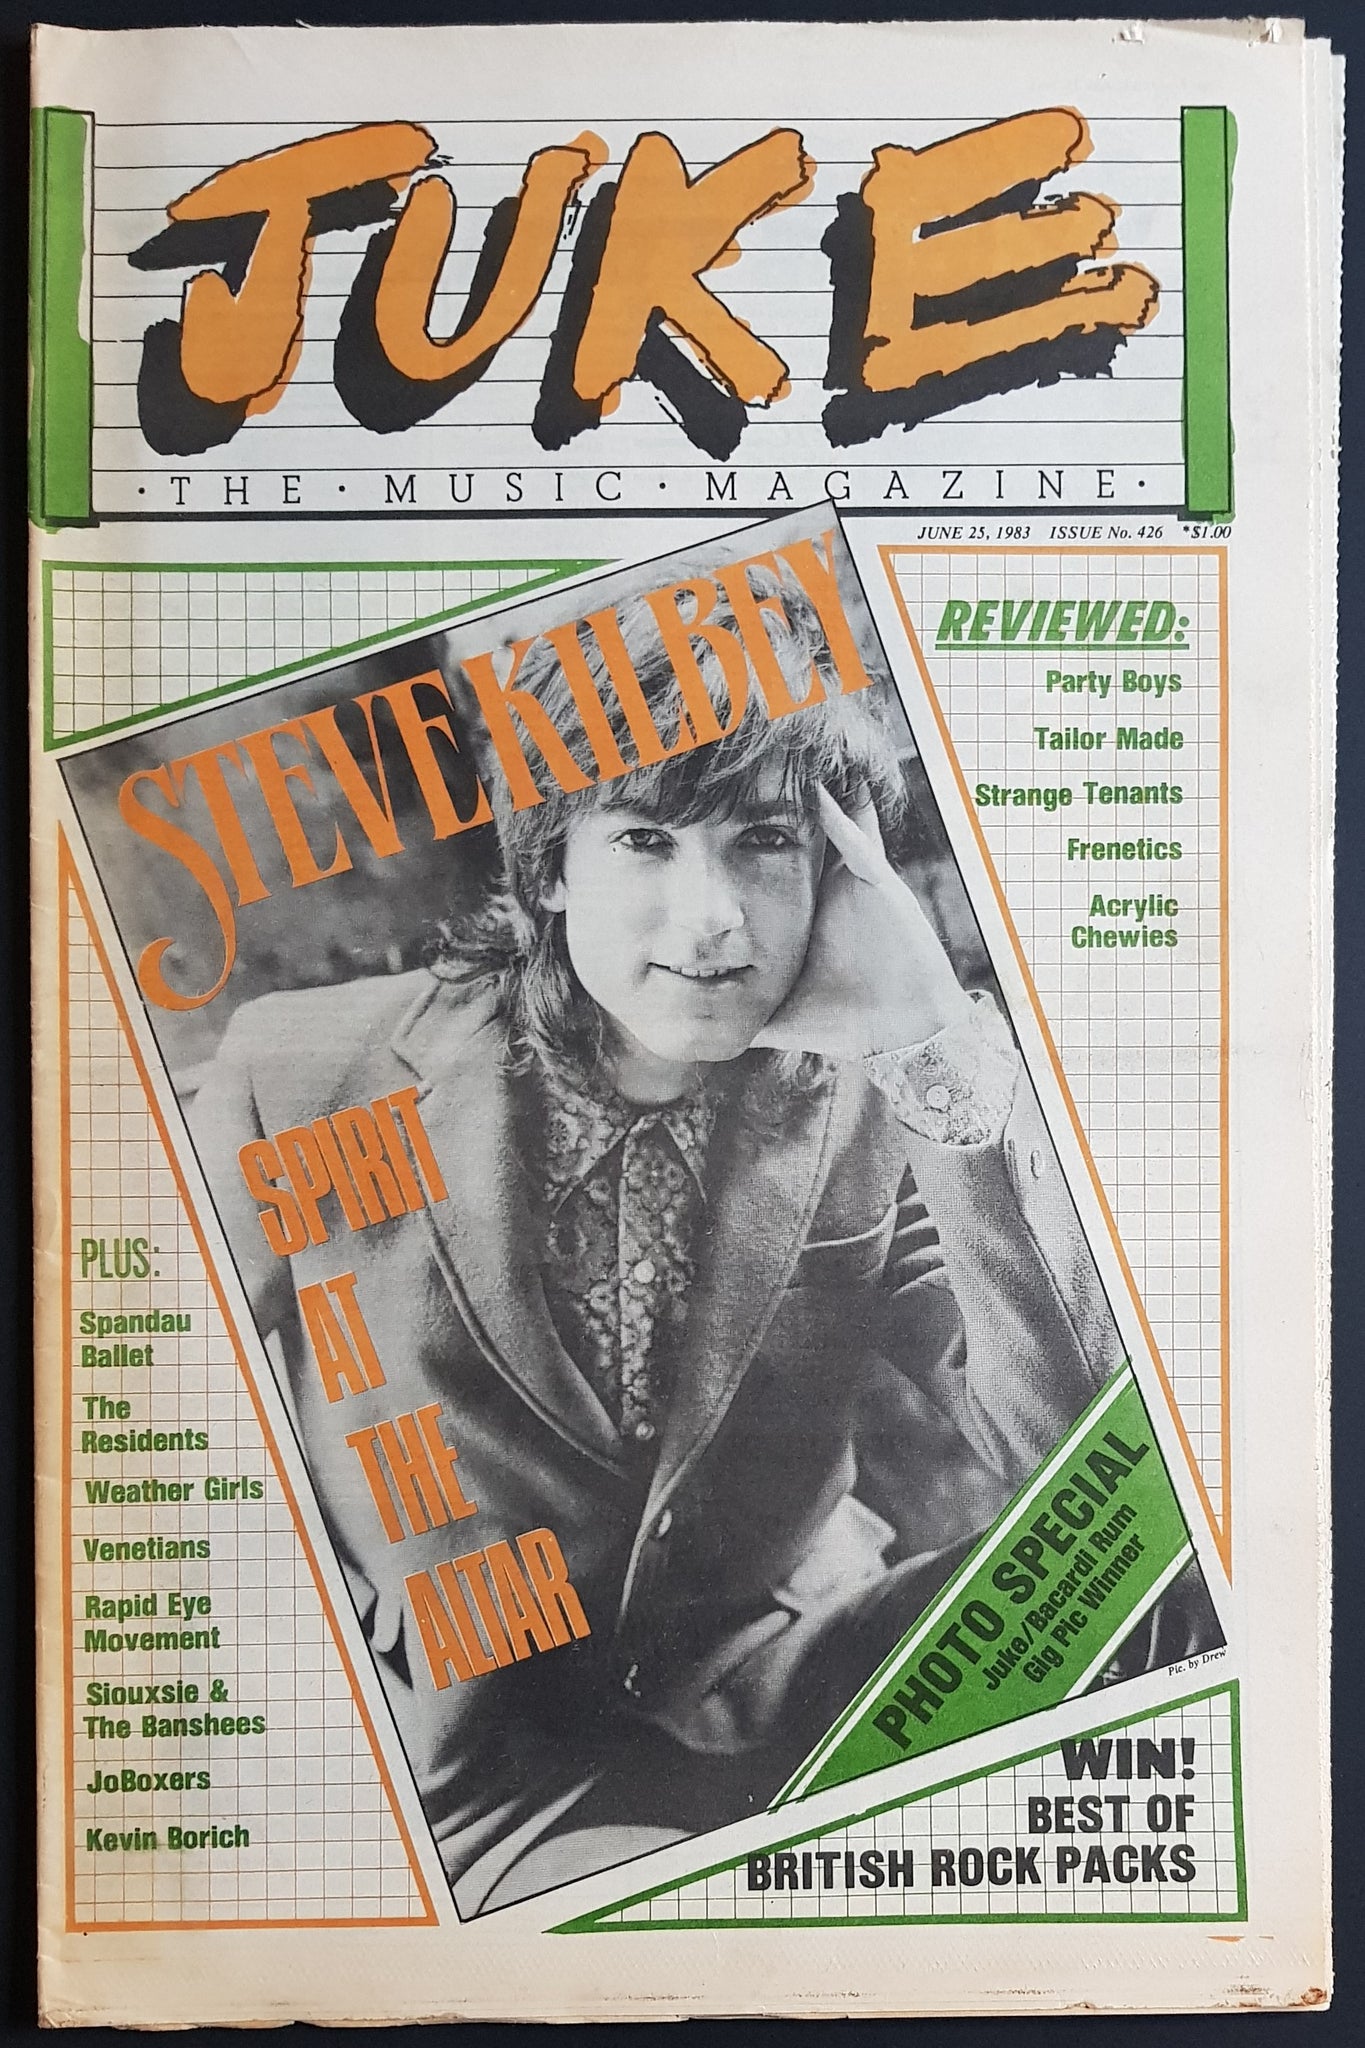 JUKE
·THE·MUSIC·MAGAZINE·
JUNE 25, 1983 ISSUE No. 426 *$1.00
STEVE KILBEY
SPIRIT
AT
THE
ALTAR
REVIEWED:
Party Boys
Tailor Made
Strange Tenants
Frenetics
Acrylic
Chewies
PLUS:
Spandau
Ballet
The
Residents
Weather Girls
Venetians
Rapid Eye
Movement
Siouxsie &
The Banshees
JoBoxers
Kevin Borich
PHOTO SPECIAL
Juke/Bacardi Rum
Gig Pic Winner
Pic. by Drew
WIN!
BEST OF
BRITISH ROCK PACKS